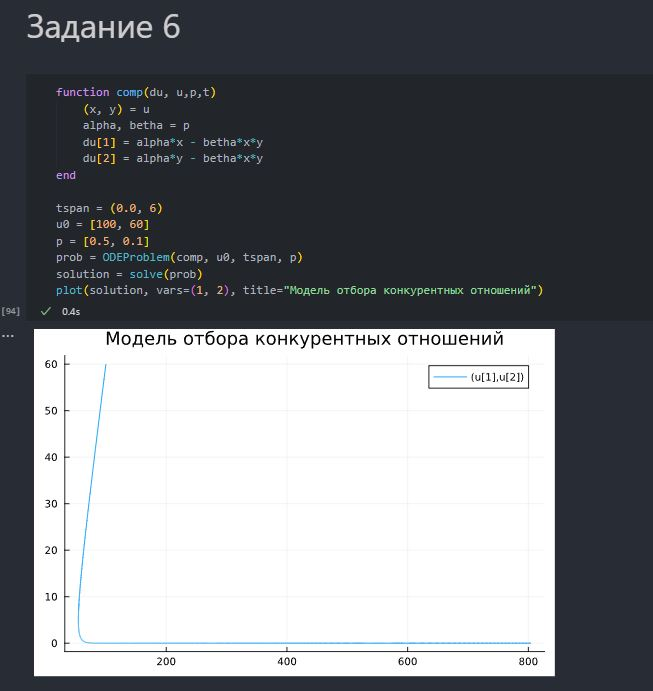 Задание 6
function comp(du, u,p,t)
(x, y) = u
alpha, betha = p
du[1] = alpha*x - betha*x*y
du[2] = alpha*y - betha*x*y
end
tspan = (0.0, 6)
u0 = [100, 60]
p = [0.5, 0.1]
prob = ODEProblem(comp, u0, tspan, p)
solution = solve(prob)
plot(solution, vars=(1, 2), title="Модель отбора конкурентных отношений")
[94]
0.4s
...
Модель отбора конкурентных отношений
(u[1],u[2])
60
50
40
30
20
10
0
200 400 600 800